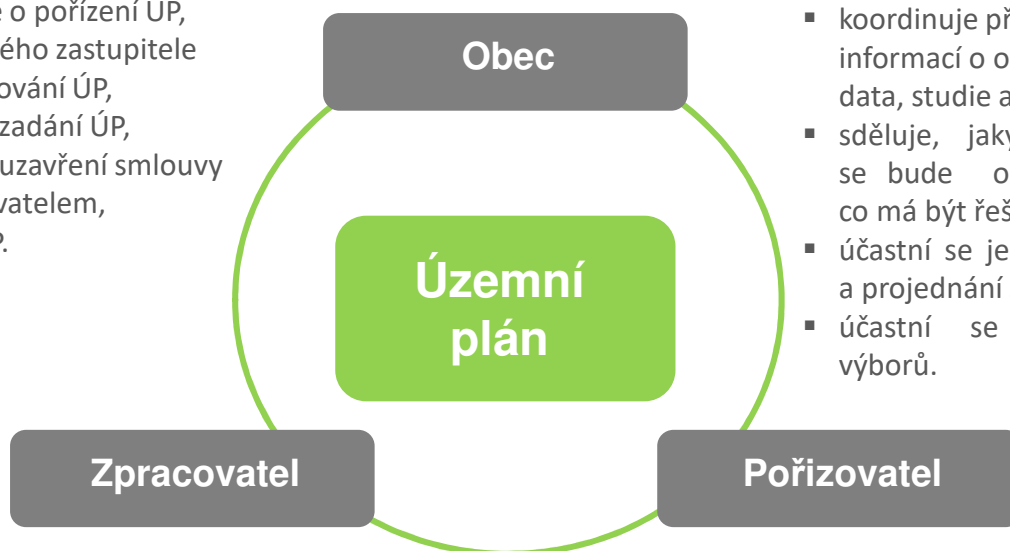 e o pořízení ÚP,
ého zastupitele
ování ÚP,
zadání ÚP,
uzavření smlouvy
vatelem,
Obec
▪ koordinuje př
informací o o
data, studie a
▪ sděluje, jaky
se bude o
co má být řeš
▪ účastní se je
a projednání
▪ účastní se
výborů.
Územní
plán
Zpracovatel
Pořizovatel